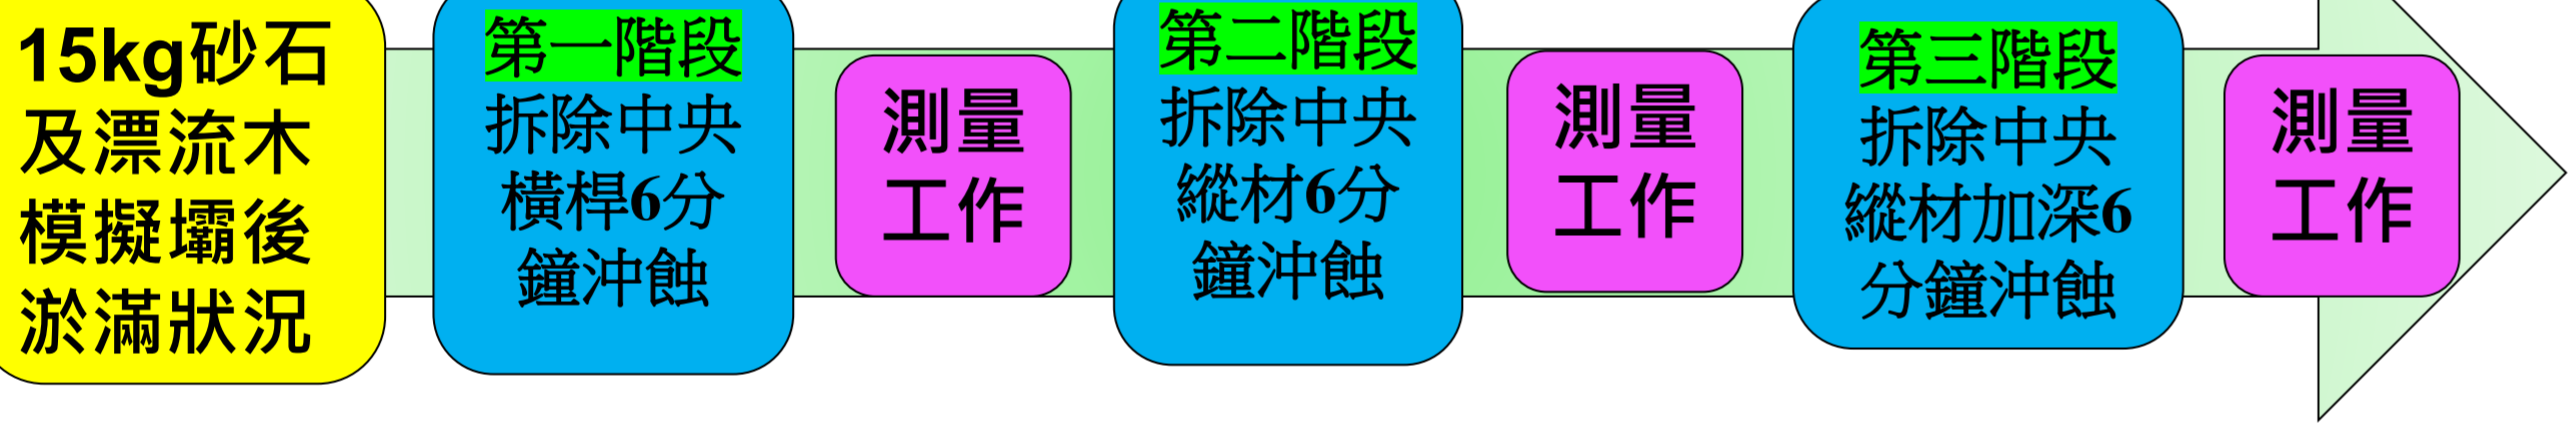 15kg砂石
及漂流木
模擬壩後
淤滿狀況
第一階段
拆除中央
橫桿6分
鐘沖蝕
測量
工作
第二階段
拆除中央
縱材6分
鐘沖蝕
測量
工作
第三階段
拆除中央
縱材加深6
分鐘沖蝕
測量
工作